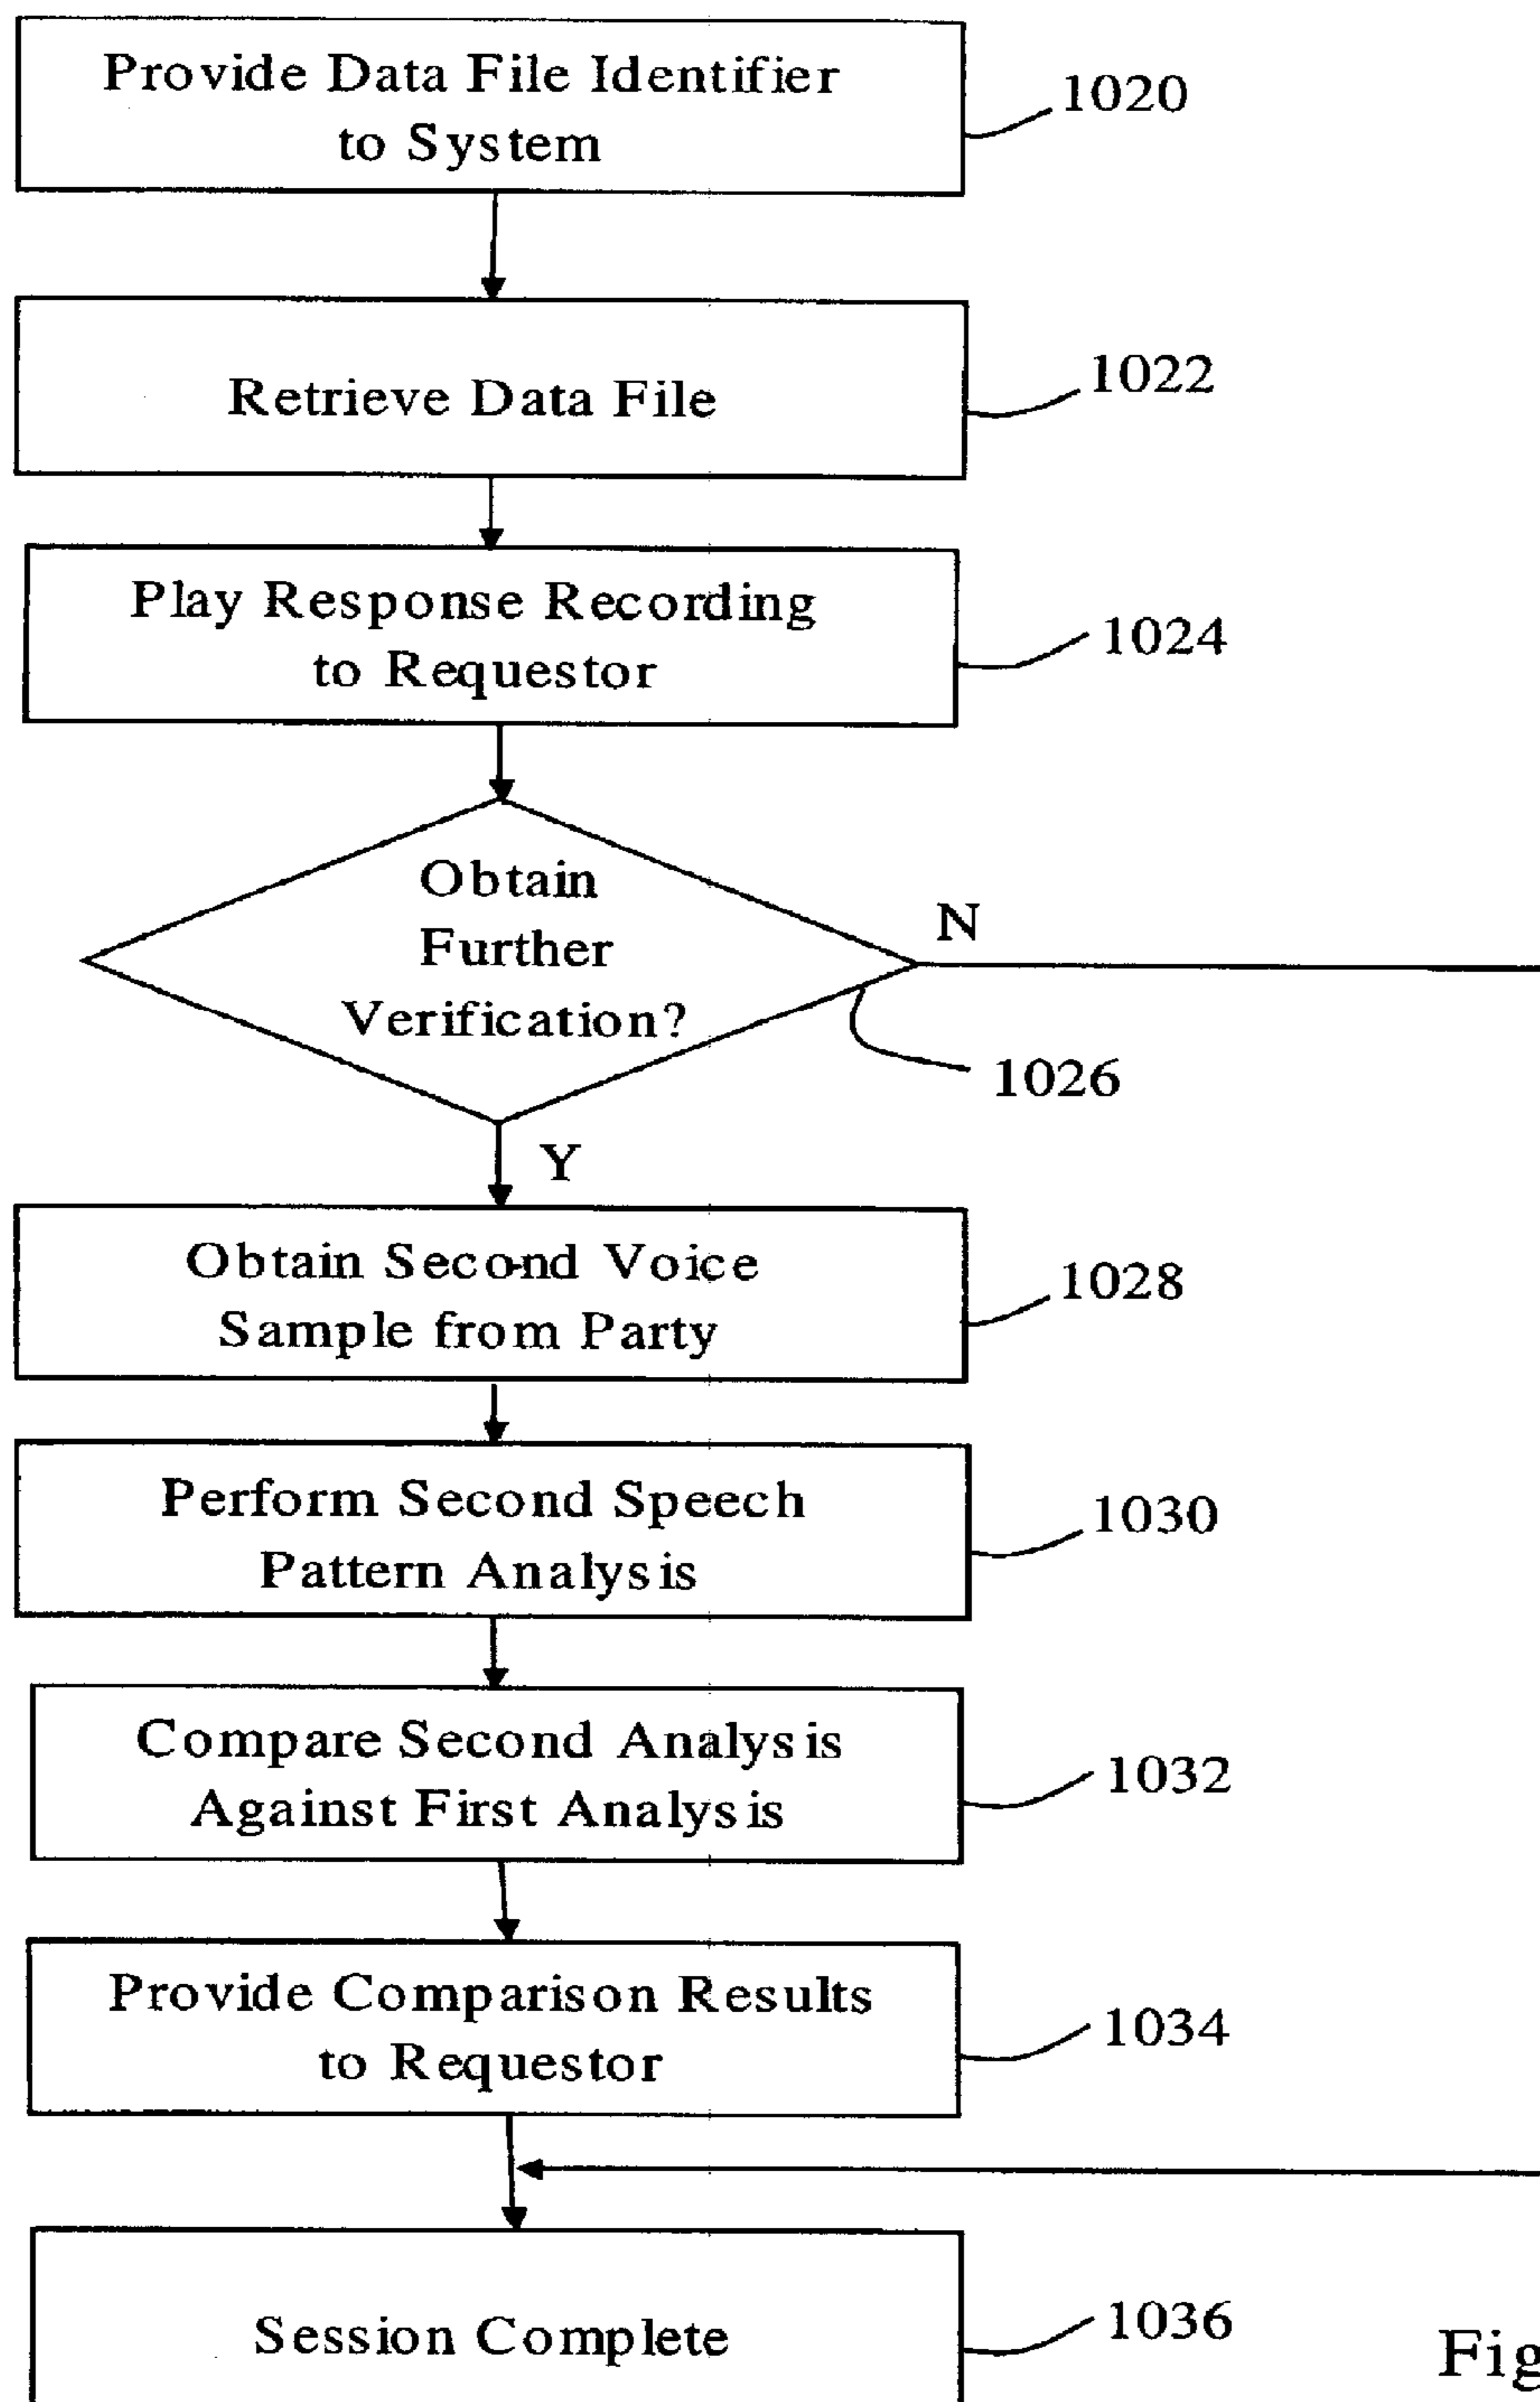 Provide Data File Identifier
to System
1020
Retrieve Data File
1022
Play Response Recording
to Requestor
1024
Obtain
Further
Verification?
N
1026
Y
Obtain Second Voice
Sample from Party
1028
Perform Second Speech
Pattern Analysis
1030
Compare Second Analysis
Against First Analysis
1032
Provide Comparison Results
to Requestor
1034
Session Complete
1036
Fig